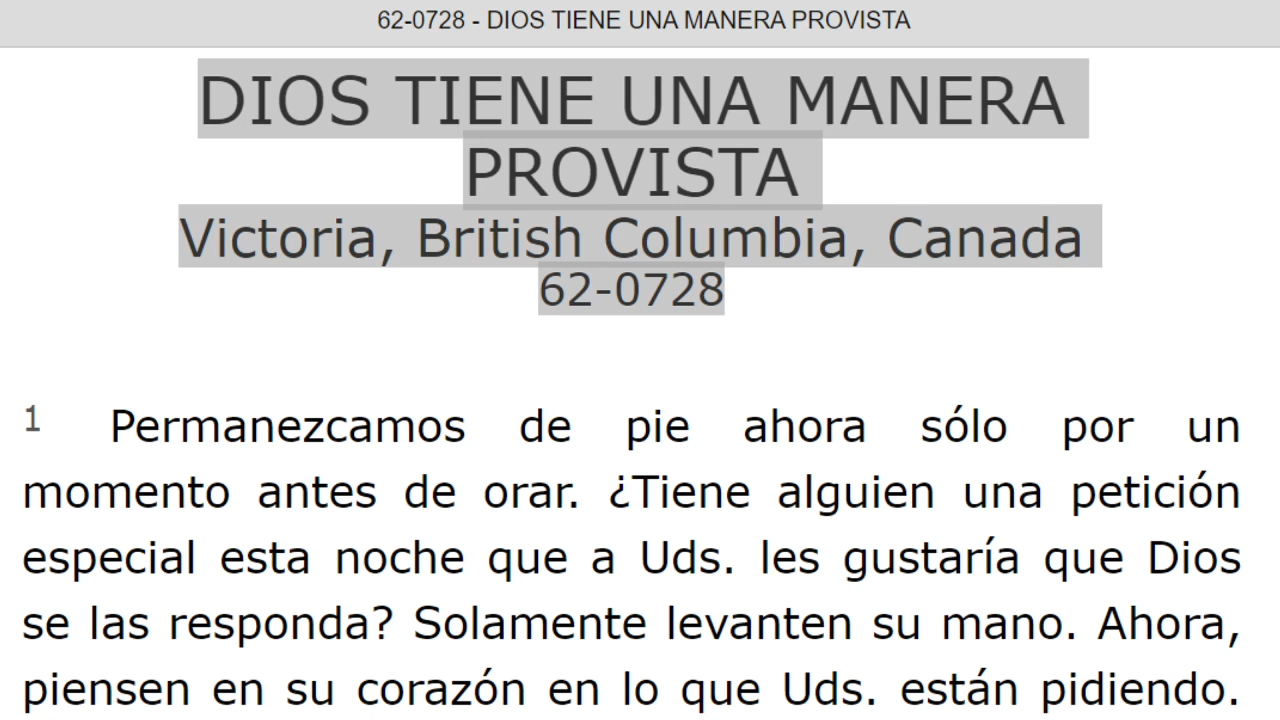 62-0728 - DIOS TIENE UNA MANERA PROVISTA
DIOS TIENE UNA MANERA
PROVISTA
Victoria, British Columbia, Canada
62-0728
1 Permanezcamos de pie ahora sólo por un
momento antes de orar. ¿Tiene alguien una petición
especial esta noche que a Uds. les gustaría que Dios
se las responda? Solamente levanten su mano. Ahora,
piensen en su corazón en lo que Uds. están pidiendo.